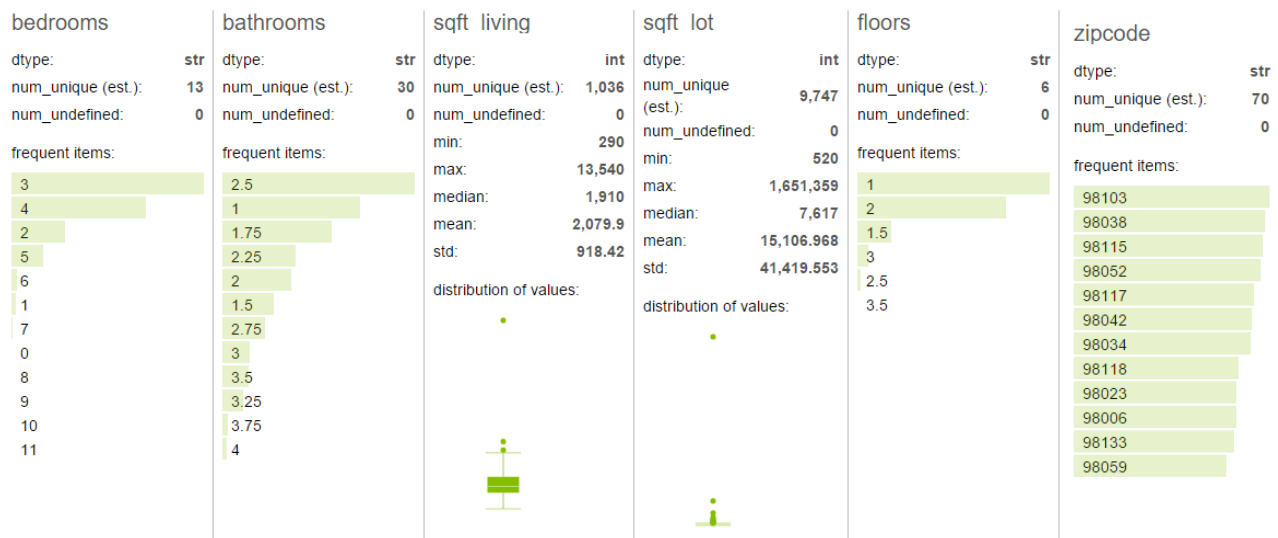 bedrooms
dtype: str
num_unique (est.): 13
num_undefined: 0
frequent items:
3
4
2
5
6
1
7
0
8
9
10
11
bathrooms
dtype: str
num_unique (est.): 30
num_undefined: 0
frequent items:
2.5
1
1.75
2.25
2
1.5
2.75
3
3.5
3.25
3.75
4
sqft_living
dtype: int
num_unique (est.): 1,036
num_undefined: 0
min: 290
max: 13,540
median: 1,910
mean: 2,079.9
std: 918.42
distribution of values:
sqft_lot
dtype: int
num_unique
(est.): 9,747
num_undefined: 0
min: 520
max: 1,651,359
median: 7,617
mean: 15,106.968
std: 41,419.553
distribution of values:
floors
dtype: str
num_unique (est.): 6
num_undefined: 0
frequent items:
1
2
1.5
3
2.5
3.5
zipcode
dtype: str
num_unique (est.): 70
num_undefined: 0
frequent items:
98103
98038
98115
98052
98117
98042
98034
98118
98023
98006
98133
98059